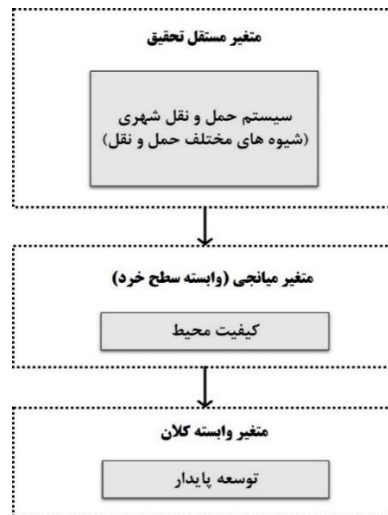 متغیر مستقل تحقیق
سیستم حمل و نقل شهری
(شیوه های مختلف حمل و نقل)
متغیر میانجی (وابسته سطح خرد)
کیفیت محیط
متغیر وابسته کلان
توسعه پایدار